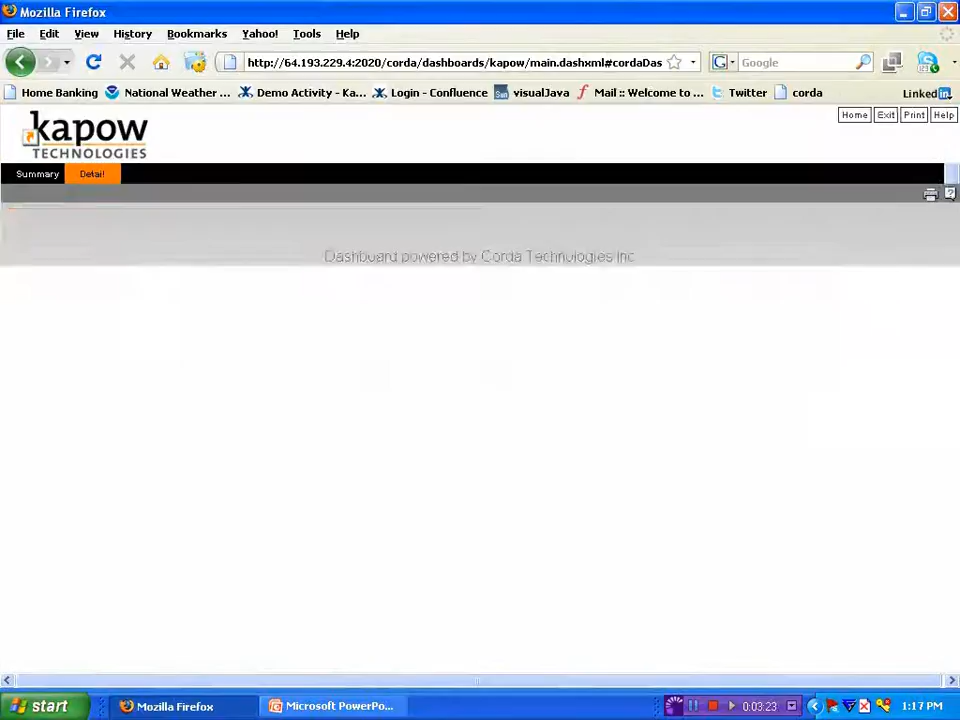 Mozilla Firefox
File Edit View History Bookmarks Yahoo! Tools Help
http://64.193.229.4:2020/corda/dashboards/kapow/main.dashxml#cordaDas
G Google
Home Banking National Weather ... Demo Activity - Ka... Login - Confluence Sun visualJava Mail :: Welcome to ... Twitter corda Linked in
kapow
TECHNOLOGIES
Home Exit Print Help
Summary Detail
Dashboard powered by Corda Technologies Inc
start Mozilla Firefox Microsoft PowerPo... 0:03:23 1:17 PM